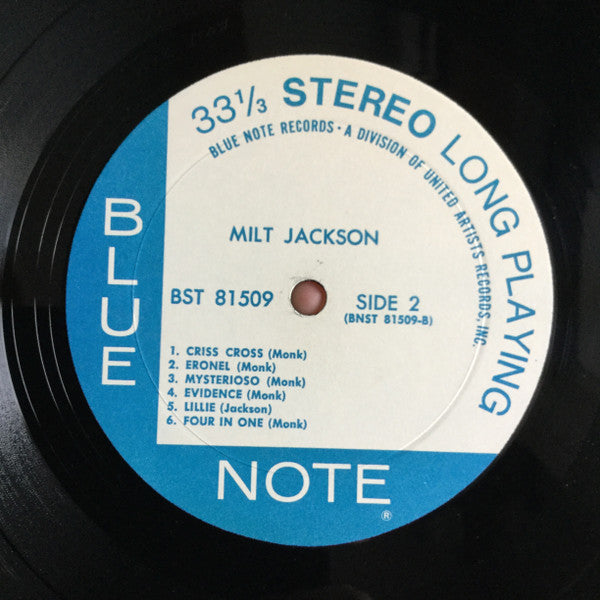 33 1/3 STEREO LONG PLAYING
BLUE NOTE RECORDS · A DIVISION OF UNITED ARTISTS RECORDS, INC.
MILT JACKSON
BST 81509
SIDE 2
(BNST 81509-B)
1. CRISS CROSS (Monk)
2. ERONEL (Monk)
3. MYSTERIOSO (Monk)
4. EVIDENCE (Monk)
5. LILLIE (Jackson)
6. FOUR IN ONE (Monk)
BLUE
NOTE
®